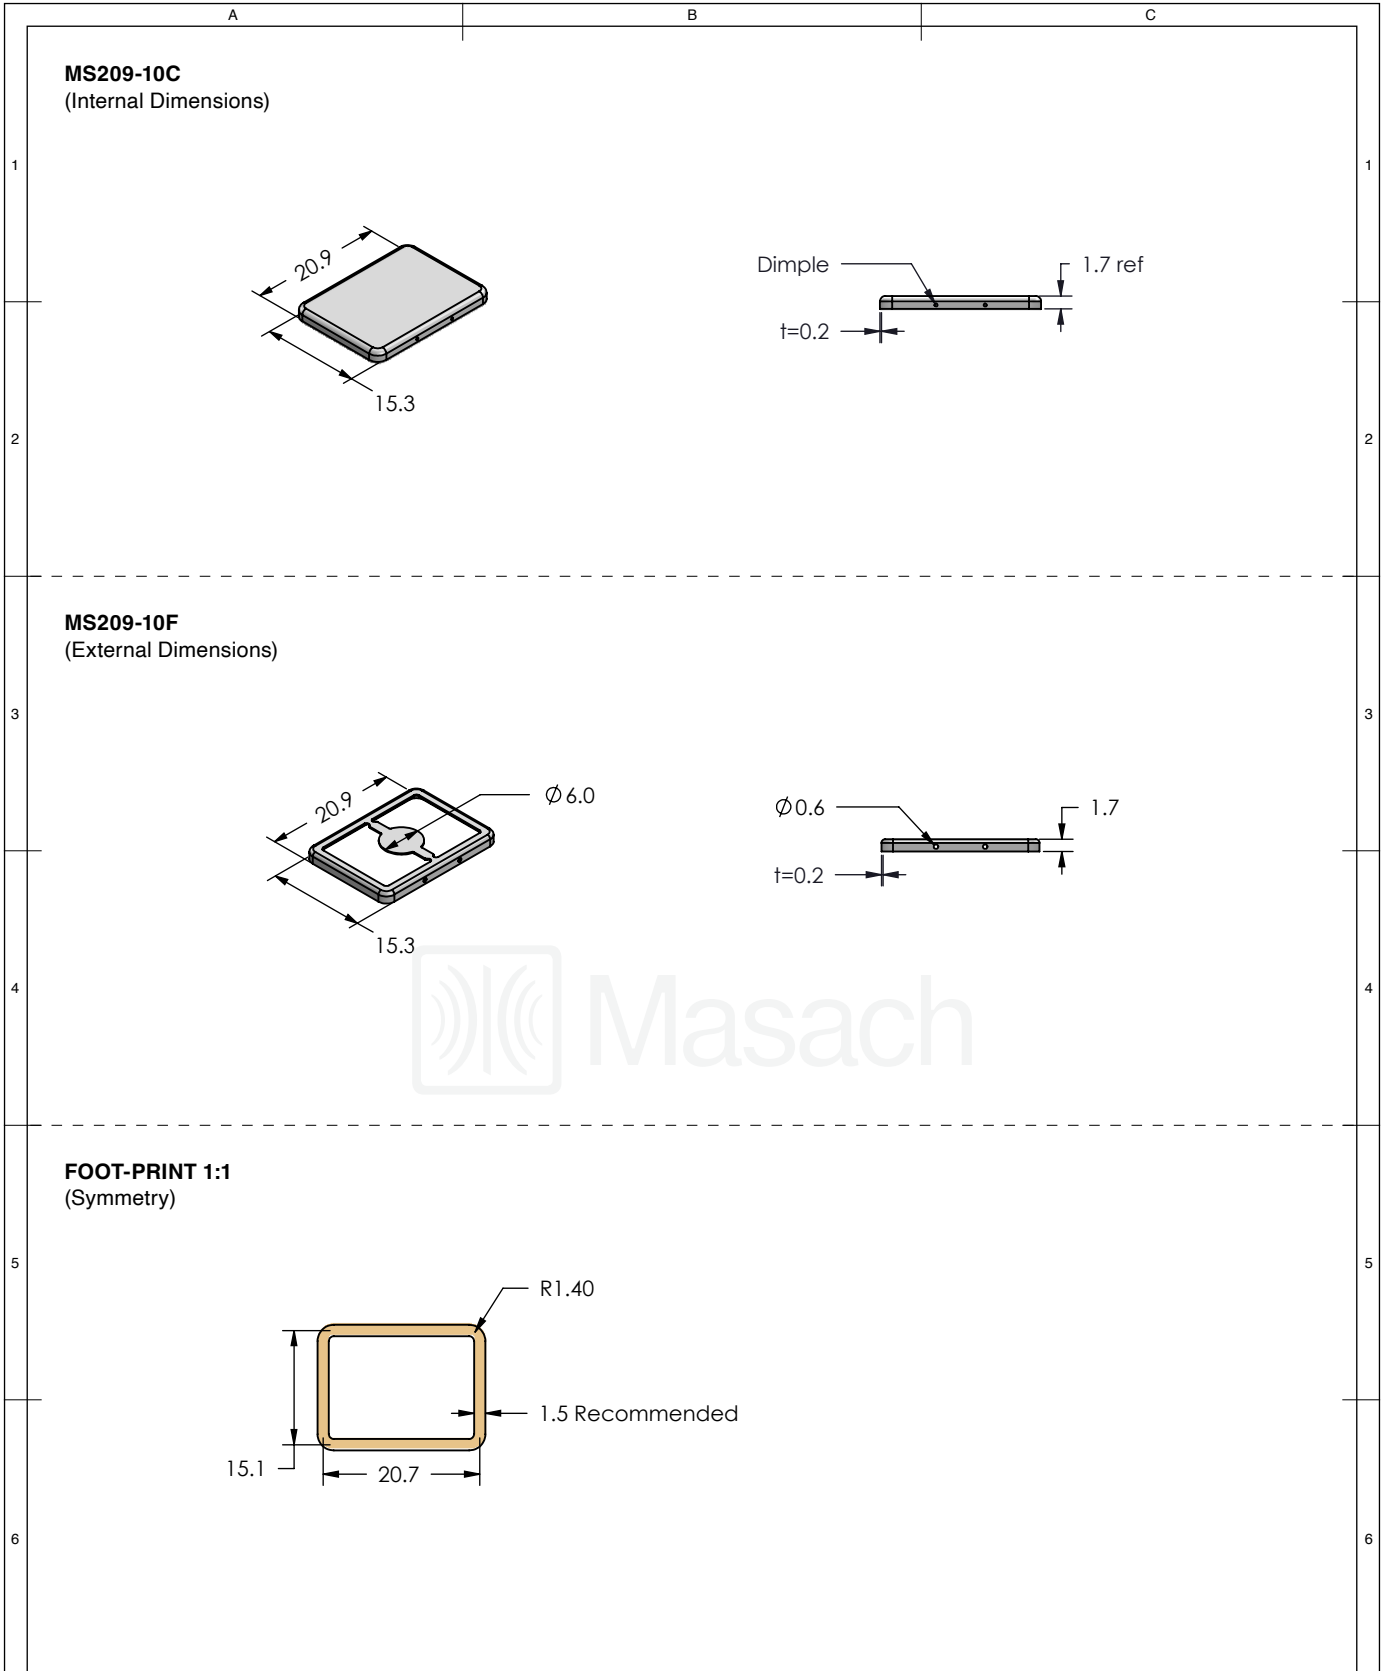 A B C
MS209-10C
(Internal Dimensions)
1 1
20.9
Dimple
1.7 ref
t=0.2
15.3
2 2
MS209-10F
(External Dimensions)
3 3
20.9
Ø6.0
Ø0.6
1.7
t=0.2
15.3
Masach
4 4
FOOT-PRINT 1:1
(Symmetry)
5 5
R1.40
1.5 Recommended
15.1
20.7
6 6